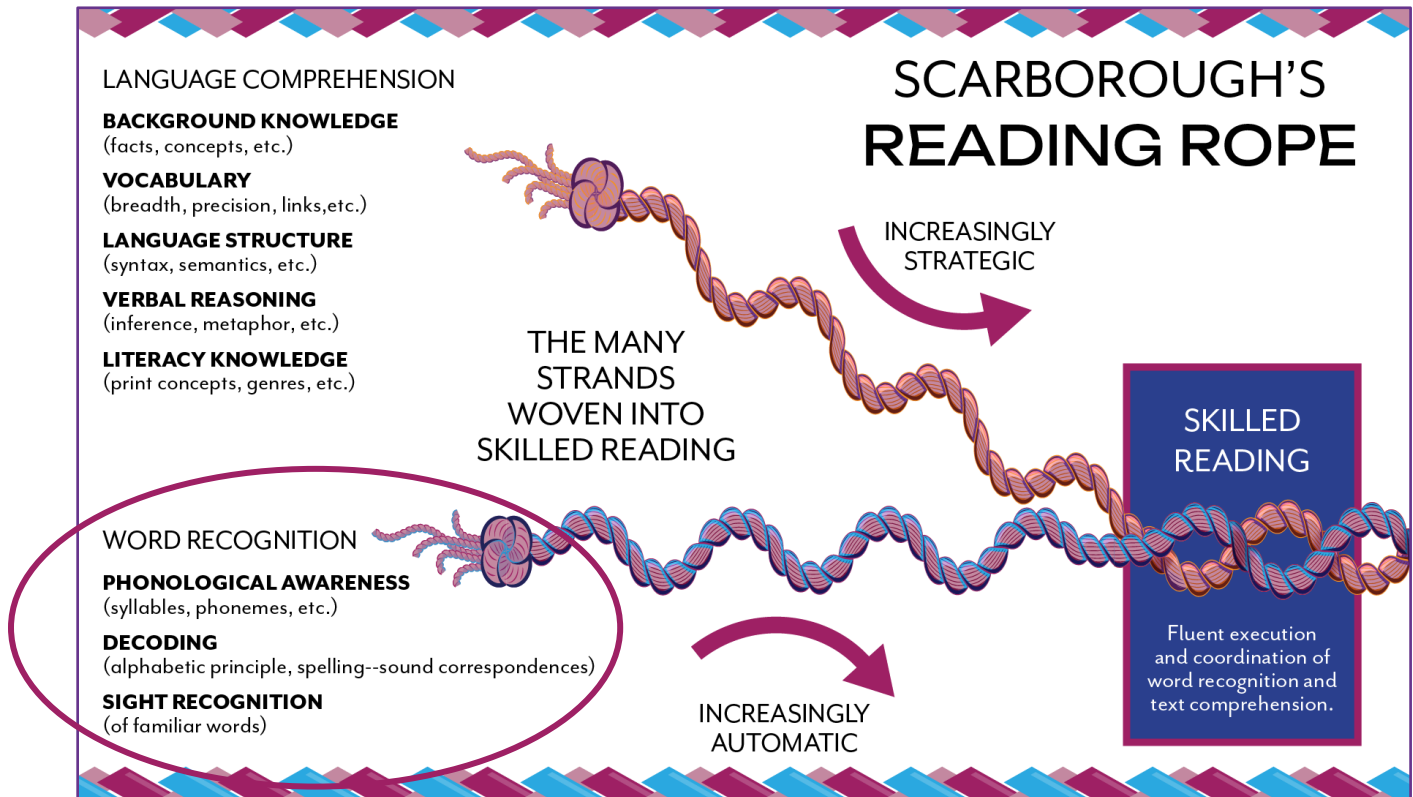 LANGUAGE COMPREHENSION
BACKGROUND KNOWLEDGE
(facts, concepts, etc.)
VOCABULARY
(breadth, precision, links,etc.)
LANGUAGE STRUCTURE
(syntax, semantics, etc.)
VERBAL REASONING
(inference, metaphor, etc.)
LITERACY KNOWLEDGE
(print concepts, genres, etc.)
WORD RECOGNITION
PHONOLOGICAL AWARENESS
(syllables, phonemes, etc.)
DECODING
(alphabetic principle, spelling--sound correspondences)
SIGHT RECOGNITION
(of familiar words)
THE MANY
STRANDS
WOVEN INTO
SKILLED READING
SCARBOROUGH'S
READING ROPE
INCREASINGLY
STRATEGIC
INCREASINGLY
AUTOMATIC
SKILLED
READING
Fluent execution
and coordination of
word recognition and
text comprehension.